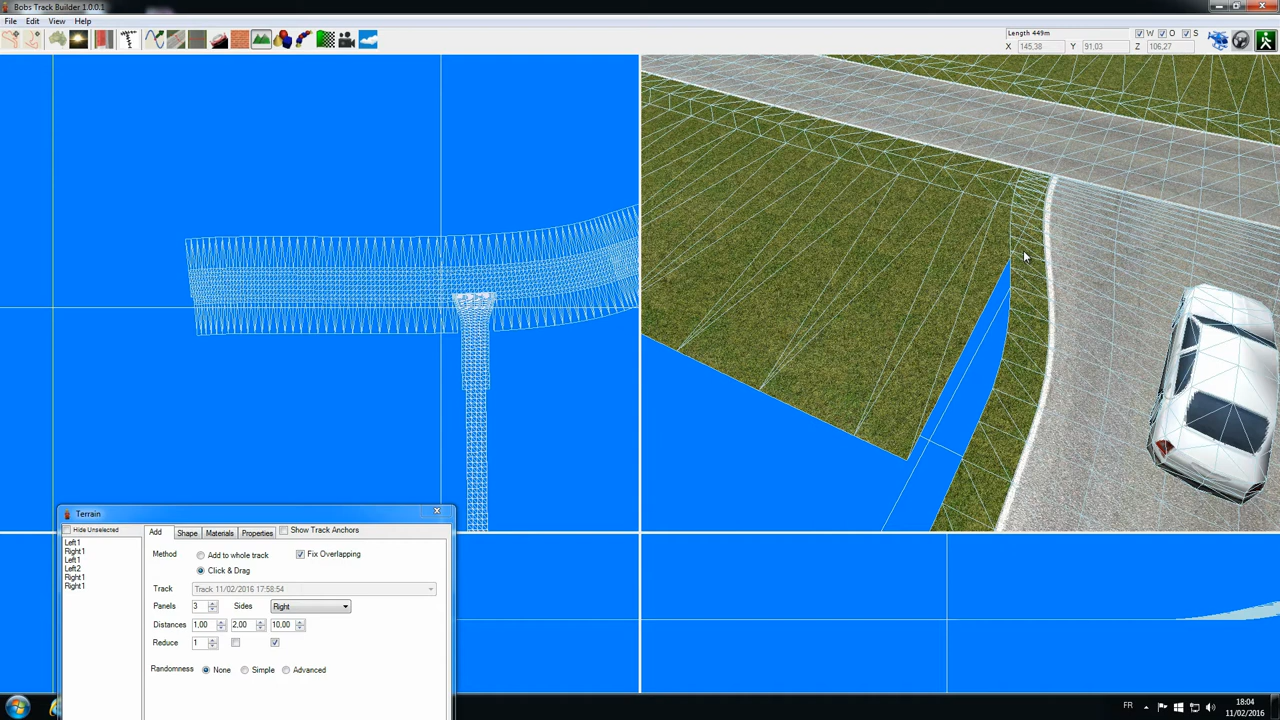 Bobs Track Builder 1.0.0.1
File Edit View Help
Length 449m
W O S
X 145,38 Y 91,03 Z 106,27
Terrain
Hide Unselected
Add Shape Materials Properties Show Track Anchors
Left1
Right1
Left1
Left2
Right1
Right1
Method Add to whole track Fix Overlapping
Click & Drag
Track Track 11/02/2016 17:58:54
Panels 3 Sides Right
Distances 1,00 2,00 10,00
Reduce 1
Randomness None Simple Advanced
FR 18:04
11/02/2016